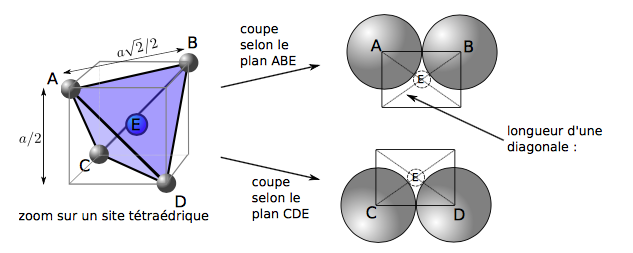 a√2/2
B
A
E
a/2
C
D
zoom sur un site tétraédrique
coupe
selon le
plan ABE
coupe
selon le
plan CDE
A
B
E
longueur d'une
diagonale :
E
C
D